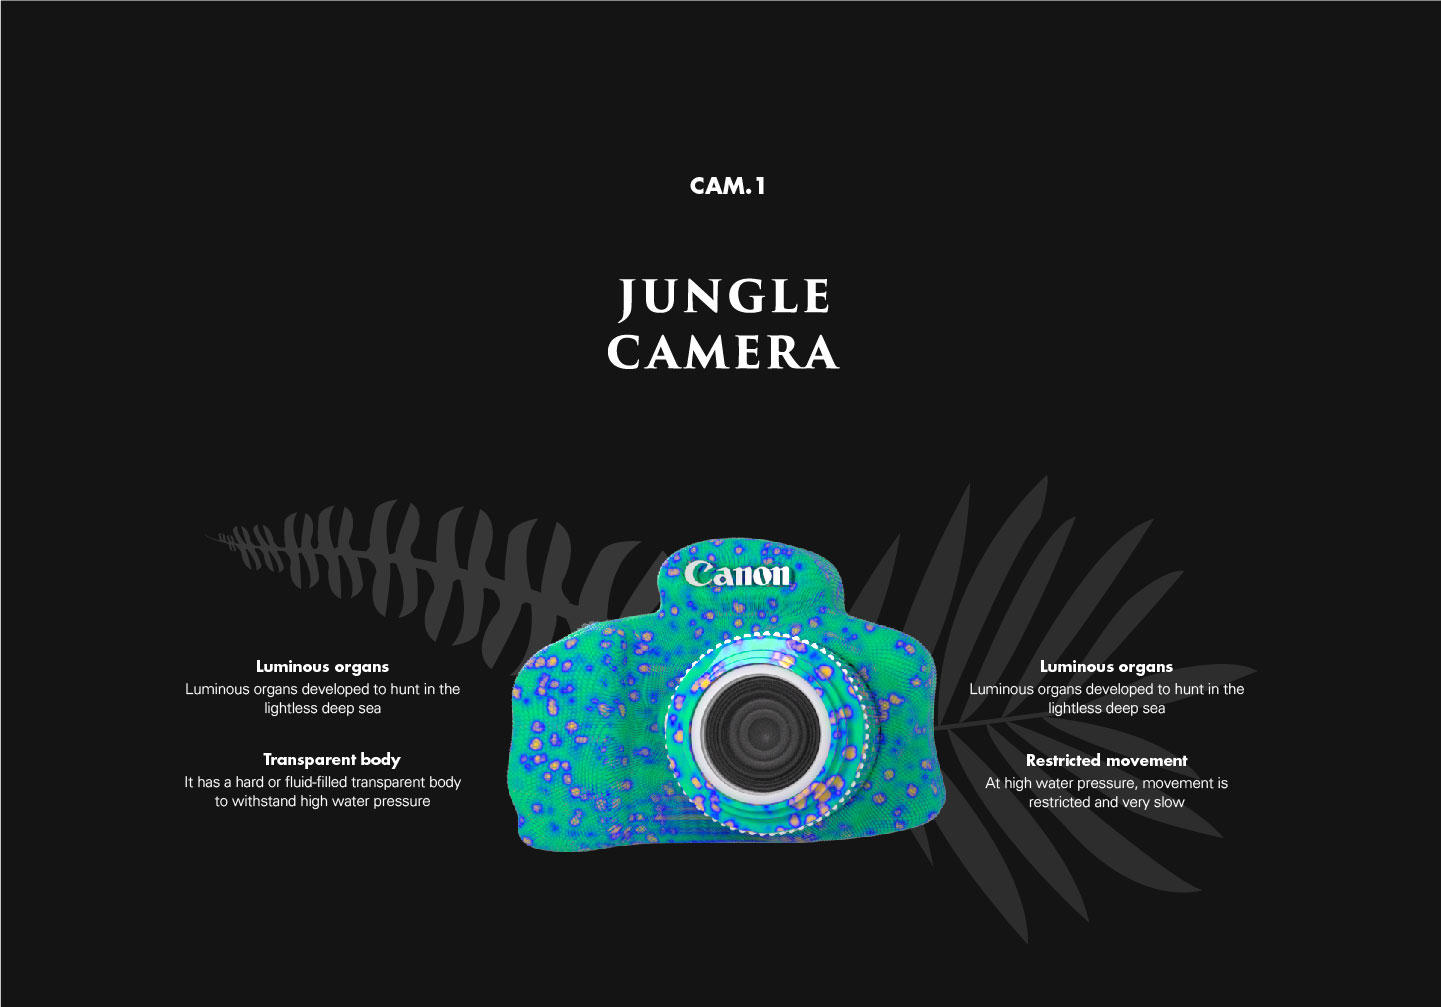 CAM.1
JUNGLE
CAMERA
Canon
Luminous organs
Luminous organs developed to hunt in the
lightless deep sea
Transparent body
It has a hard or fluid-filled transparent body
to withstand high water pressure
Luminous organs
Luminous organs developed to hunt in the
lightless deep sea
Restricted movement
At high water pressure, movement is
restricted and very slow